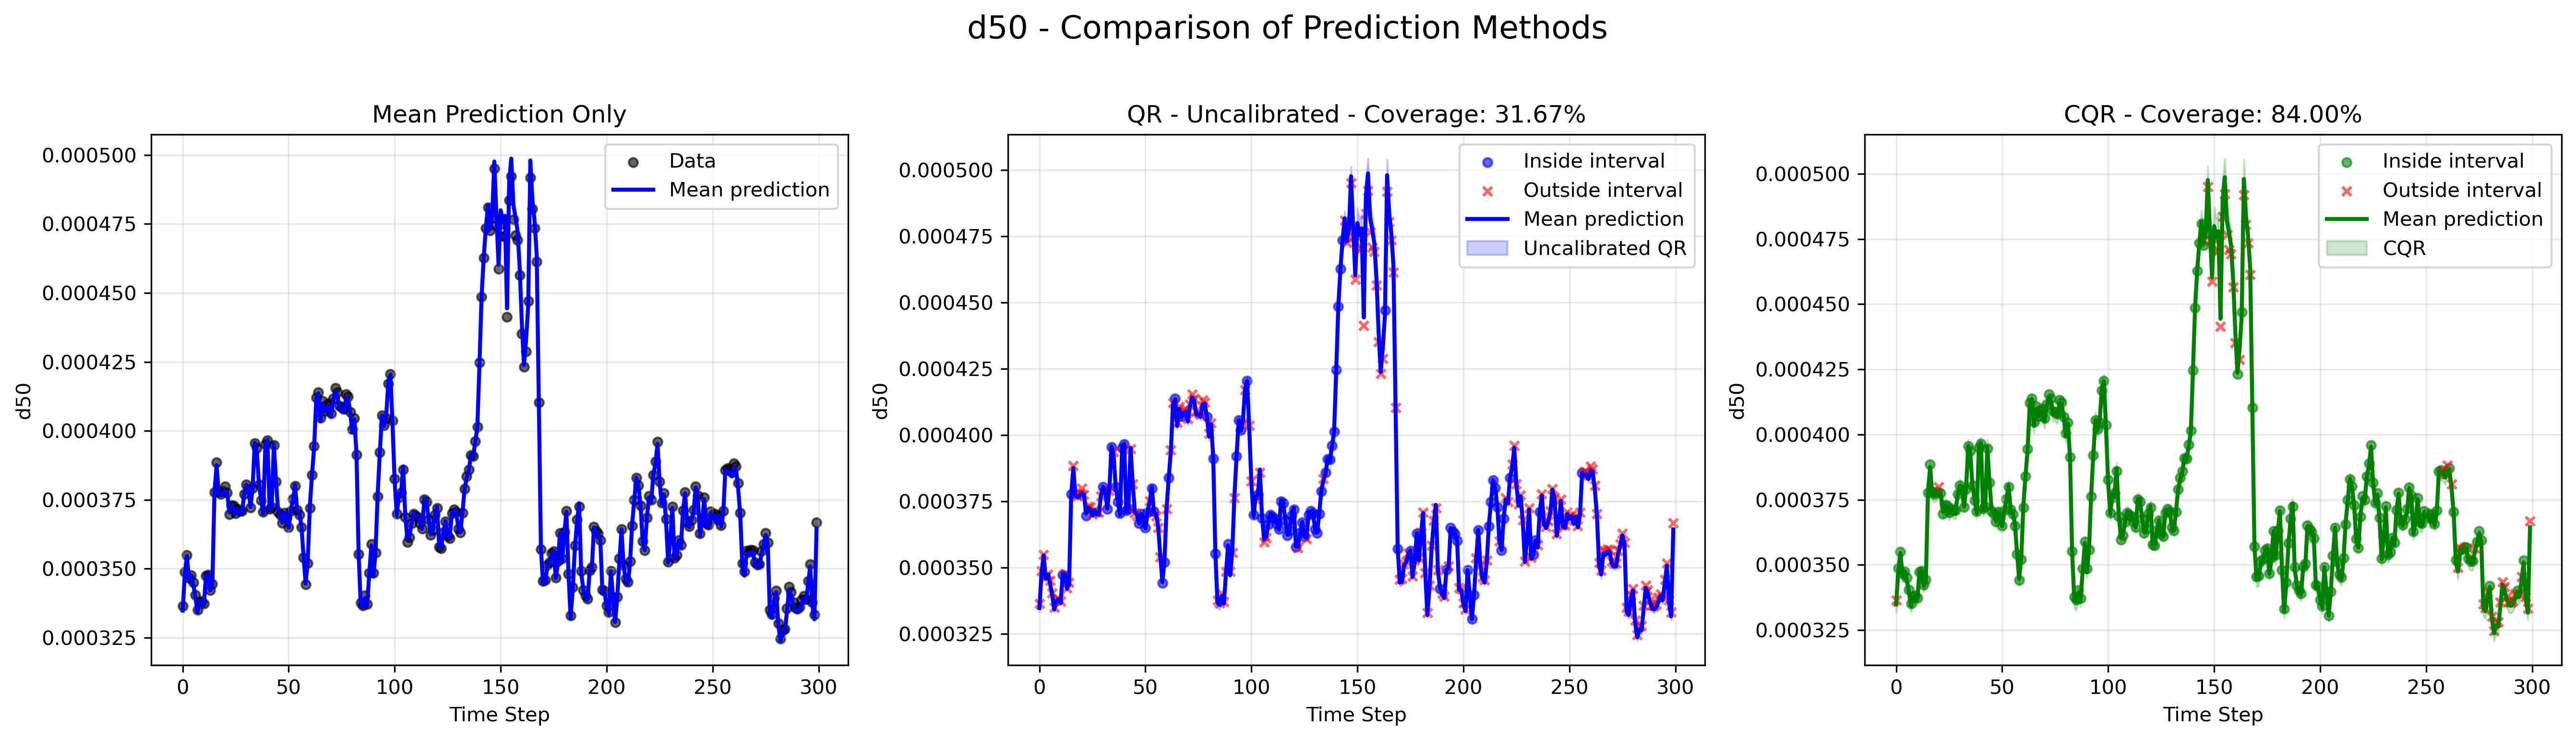 d50 - Comparison of Prediction Methods
Mean Prediction Only
0.000500
0.000475
0.000450
0.000425
0.000400
0.000375
0.000350
0.000325
d50
0 50 100 150 200 250 300
Time Step
Data
Mean prediction
QR - Uncalibrated - Coverage: 31.67%
0.000500
0.000475
0.000450
0.000425
0.000400
0.000375
0.000350
0.000325
d50
0 50 100 150 200 250 300
Time Step
Inside interval
Outside interval
Mean prediction
Uncalibrated QR
CQR - Coverage: 84.00%
0.000500
0.000475
0.000450
0.000425
0.000400
0.000375
0.000350
0.000325
d50
0 50 100 150 200 250 300
Time Step
Inside interval
Outside interval
Mean prediction
CQR